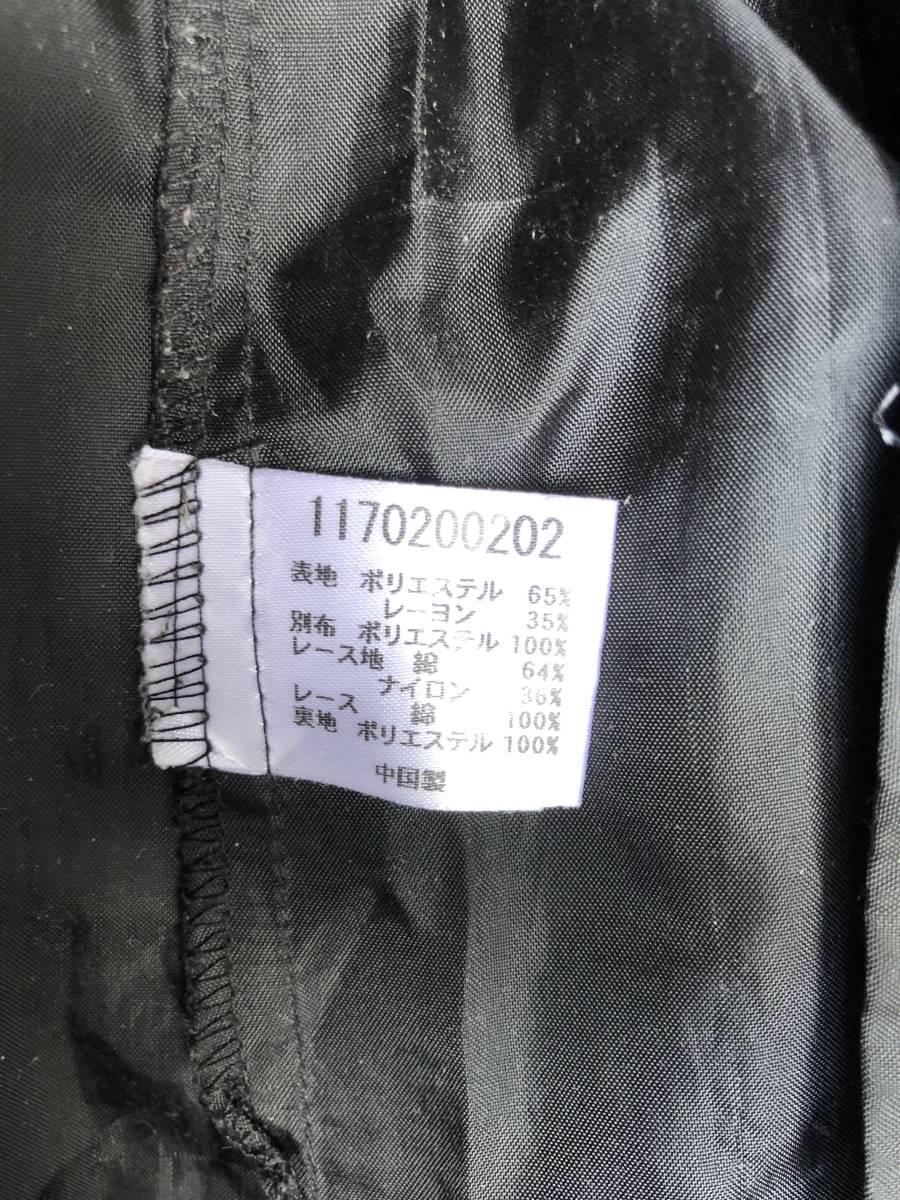 1170200202
表地 ポリエステル 65%
レーヨン 35%
別布 ポリエステル 100%
レース地 綿 64%
ナイロン 36%
レース 綿 100%
裏地 ポリエステル 100%
中国製